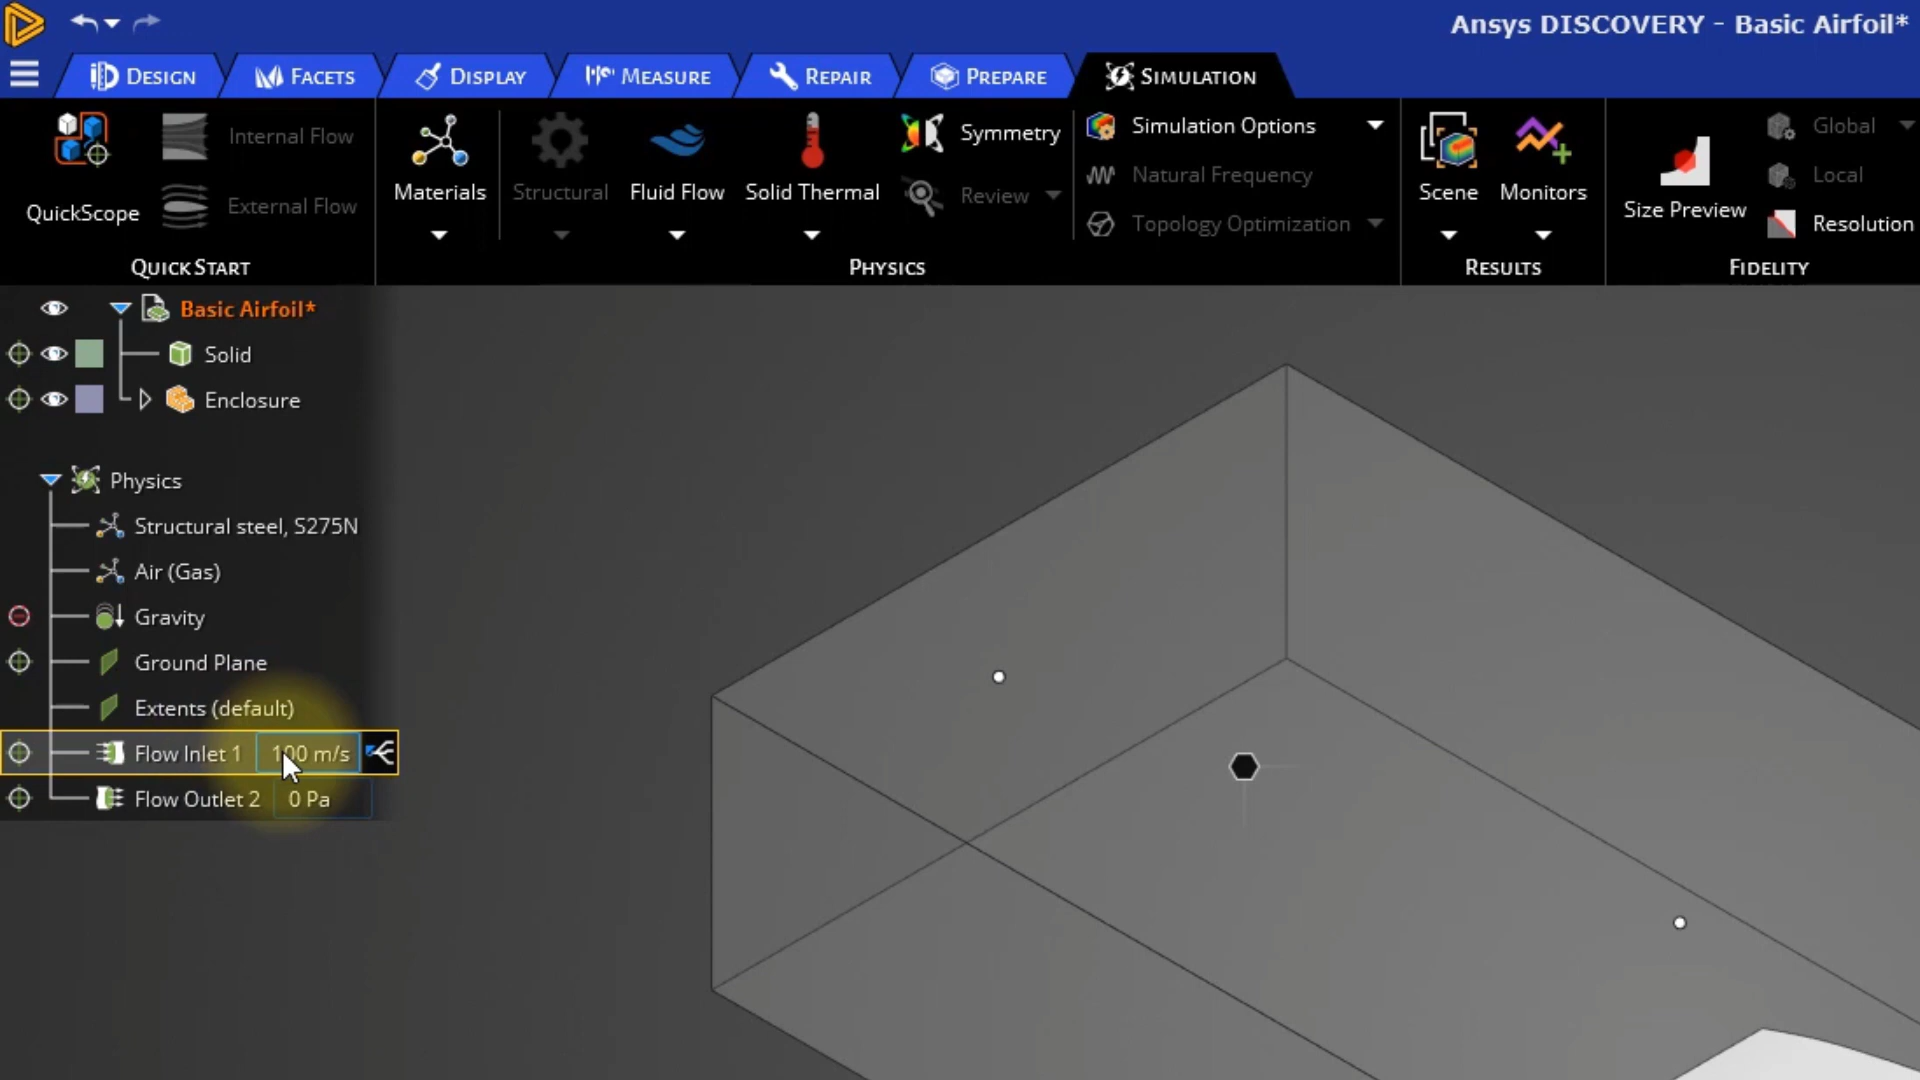 Ansys DISCOVERY - Basic Airfoil*
DESIGN
FACETS
DISPLAY
MEASURE
REPAIR
PREPARE
SIMULATION
QuickScope
Internal Flow
External Flow
QUICK START
Materials
Structural
Fluid Flow
Solid Thermal
Symmetry
Review
Simulation Options
Natural Frequency
Topology Optimization
PHYSICS
Scene
Monitors
RESULTS
Size Preview
Global
Local
Resolution
FIDELITY
Basic Airfoil*
Solid
Enclosure
Physics
Structural steel, S275N
Air (Gas)
Gravity
Ground Plane
Extents (default)
Flow Inlet 1 100 m/s
Flow Outlet 2 0 Pa